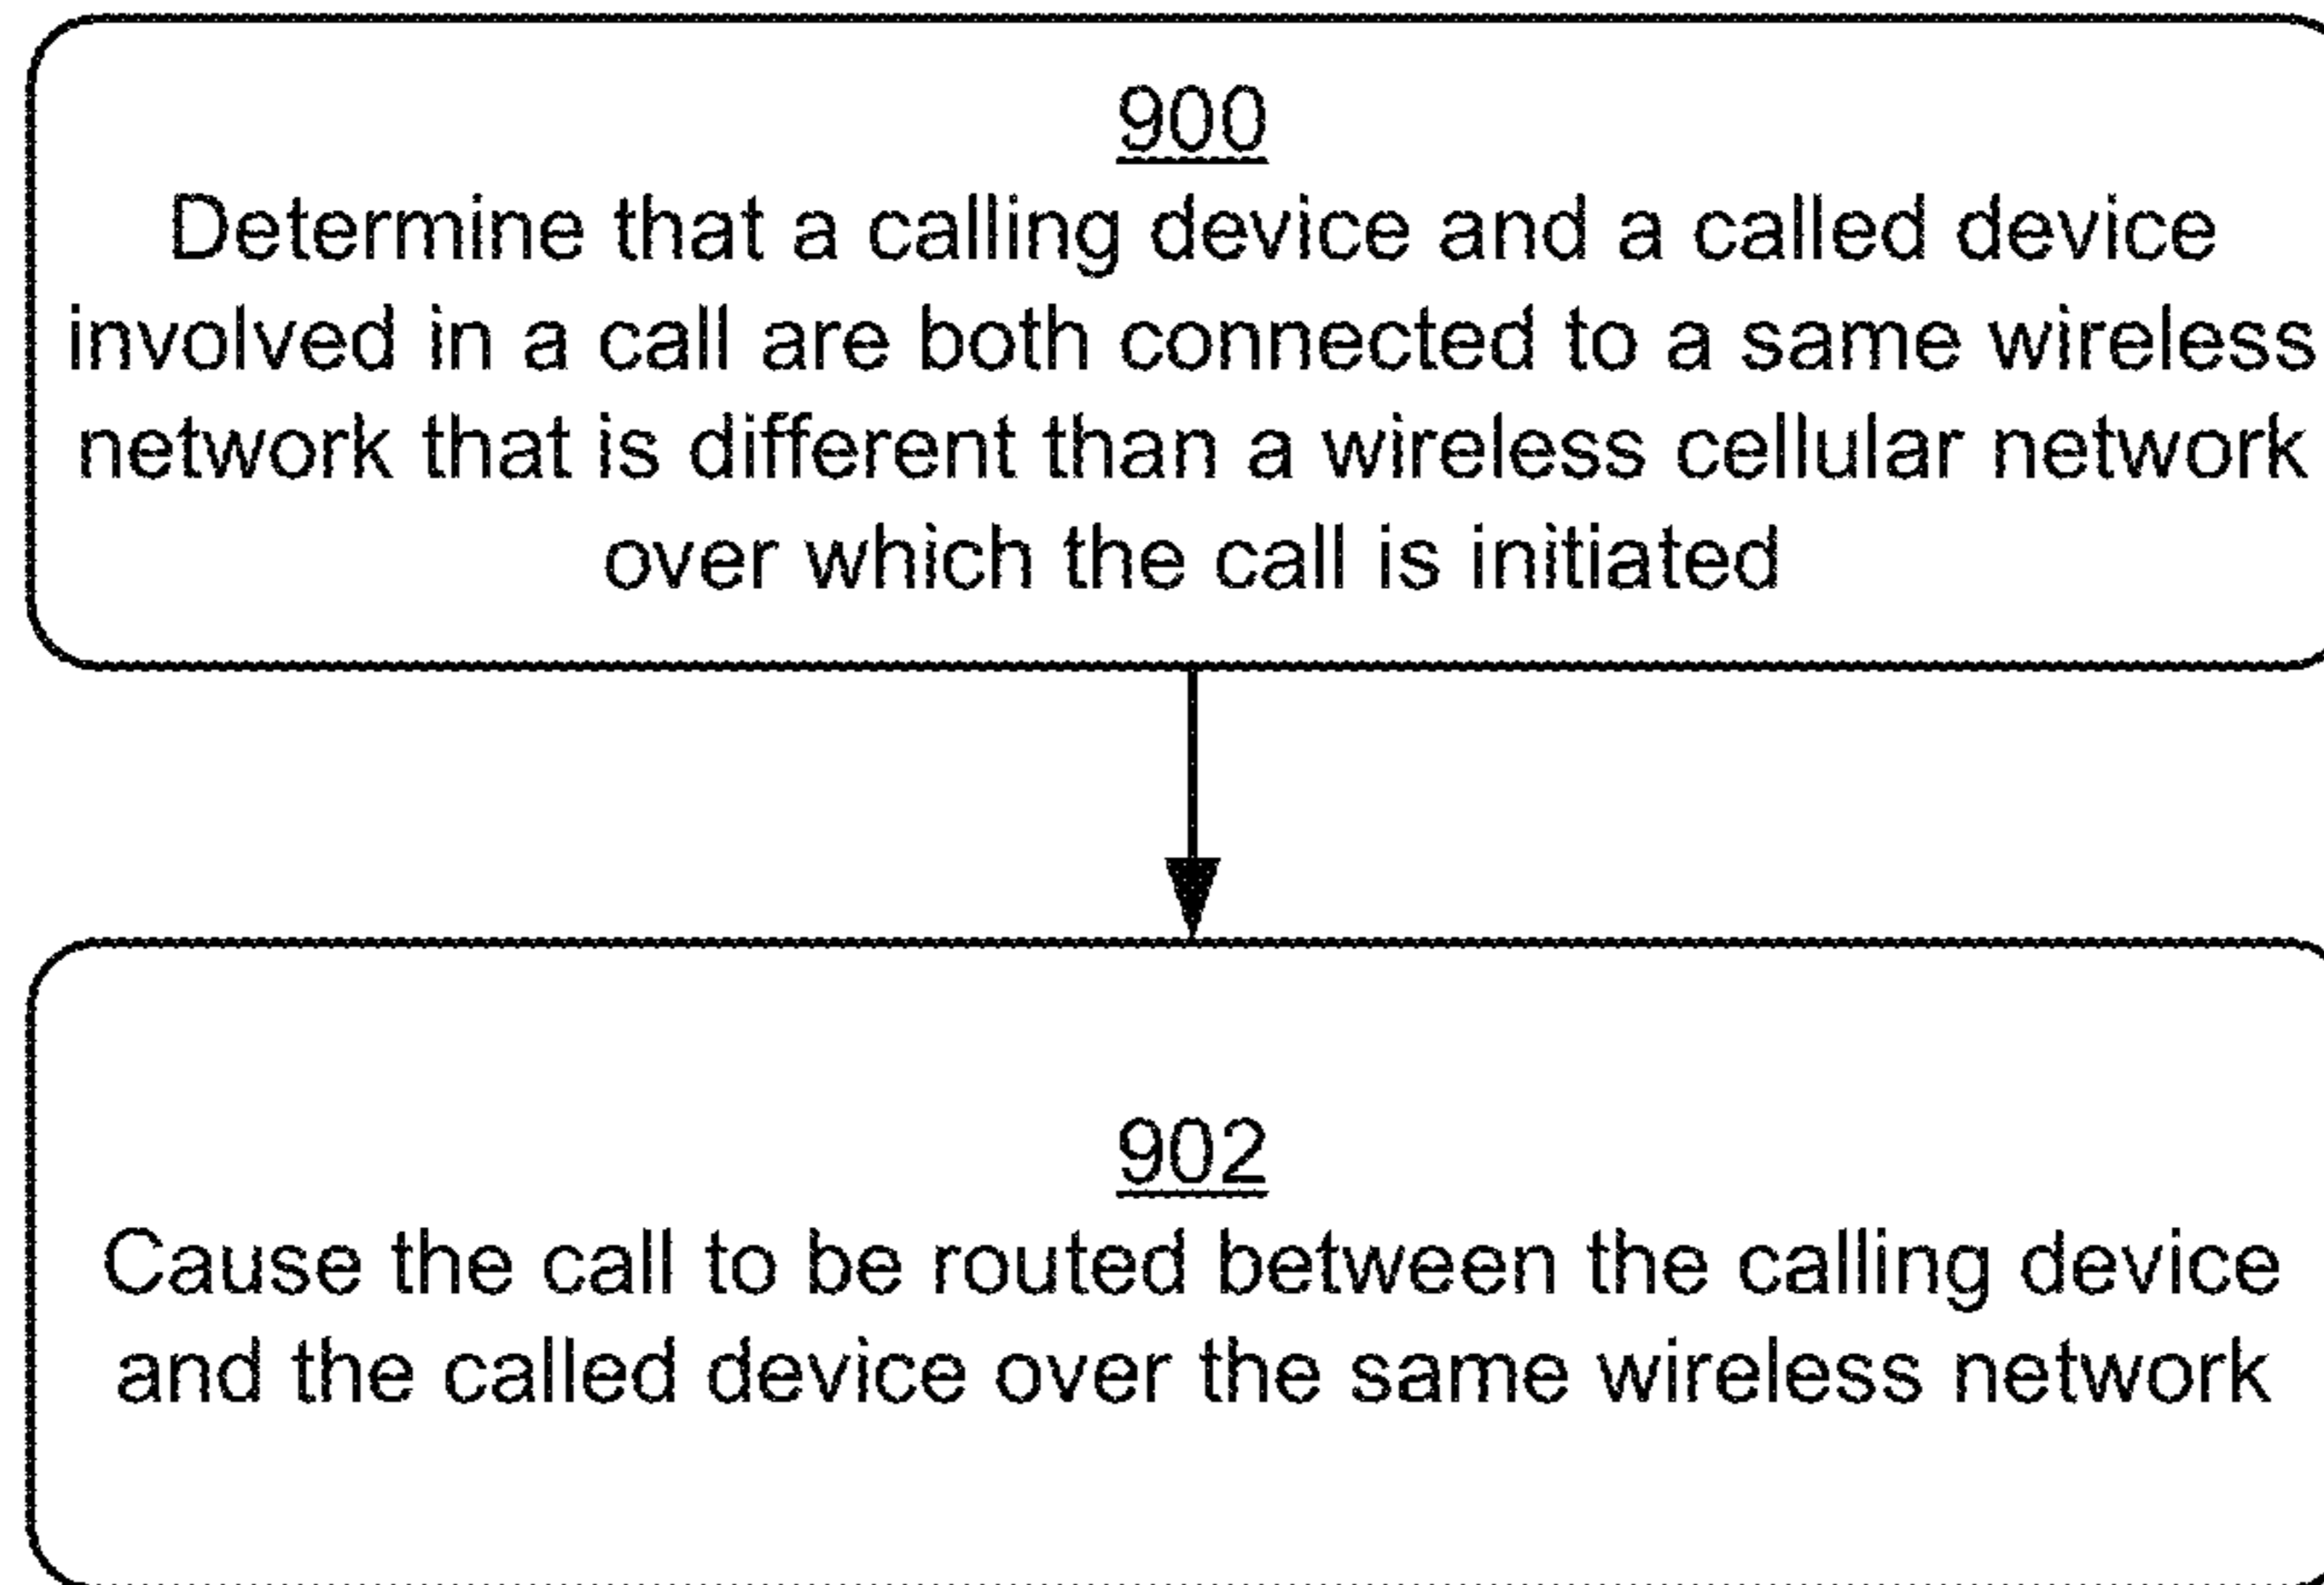 900
Determine that a calling device and a called device
involved in a call are both connected to a same wireless
network that is different than a wireless cellular network
over which the call is initiated
902
Cause the call to be routed between the calling device
and the called device over the same wireless network